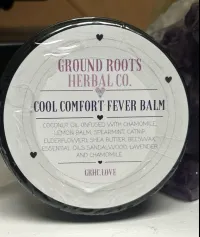 GROUND ROOTS
HERBAL CO.
COOL COMFORT FEVER BALM
COCONUT OIL INFUSED WITH CHAMOMILE,
LEMON BALM, SPEARMINT, CATNIP,
ELDERFLOWERS, SHEA BUTTER, BEESWAX,
ESSENTIAL OILS SANDALWOOD, LAVENDER
AND CHAMOMILE
GRHC.LOVE